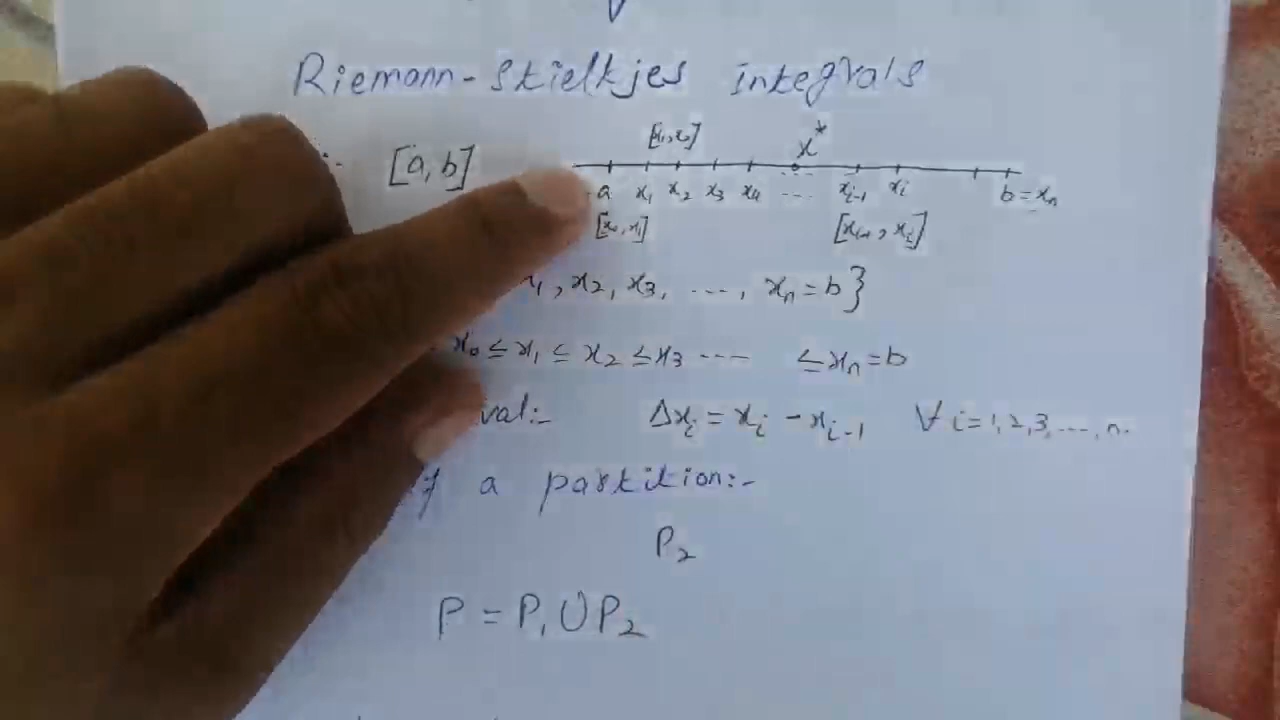 Riemann-Stieltjes integrals
[x₁,x₂] x*
:- [a,b]
a x₁ x₂ x₃ x₄ ... xᵢ₋₁ xᵢ b=xₙ
[x₀,x₁] [xᵢ₋₁, xᵢ]
x₁, x₂, x₃, ..., xₙ=b}
x₀ ≤ x₁ ≤ x₂ ≤ x₃ ---- ≤ xₙ=b
val:- Δxᵢ = xᵢ - xᵢ₋₁ ∀ i=1,2,3,...,n.
a partition:-
P₂
P = P₁ ∪ P₂